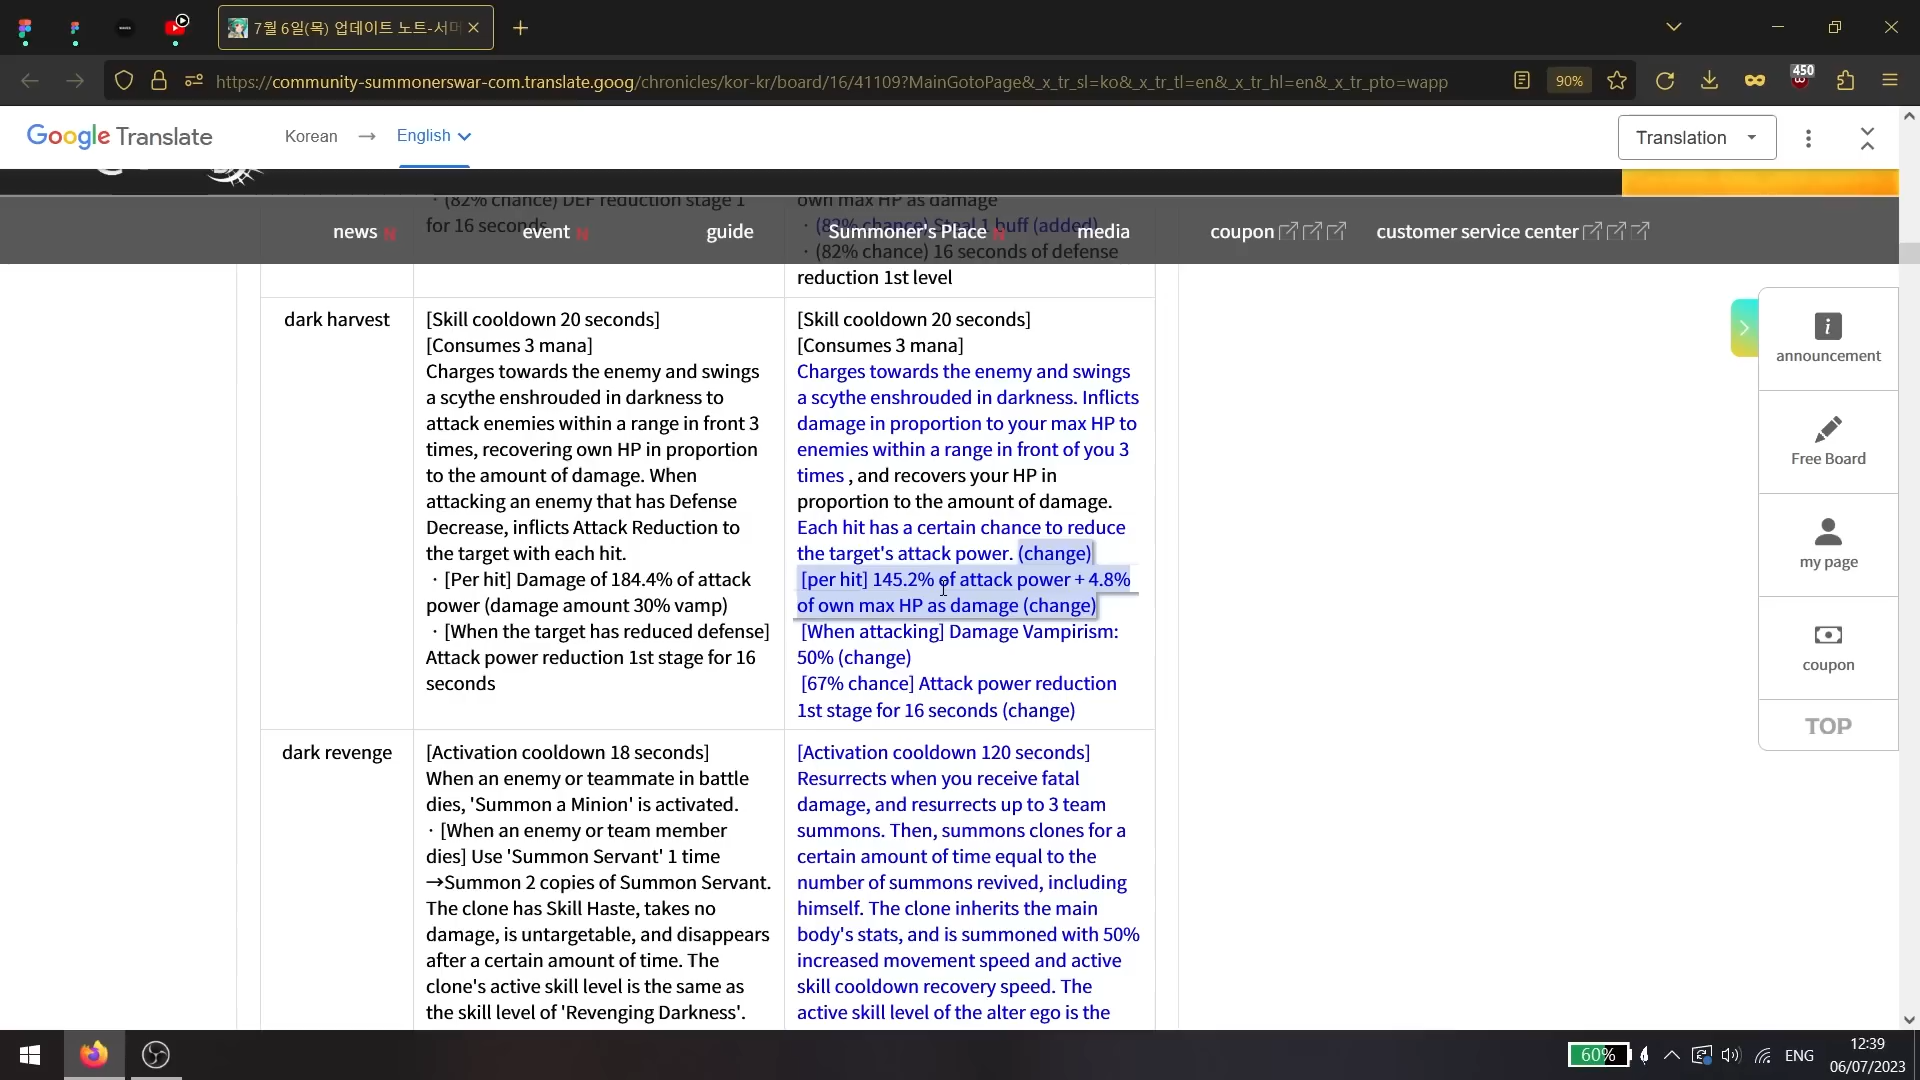 7월 6일(목) 업데이트 노트-서머
https://community-summonerswar-com.translate.goog/chronicles/kor-kr/board/16/41109?MainGotoPage&_x_tr_sl=ko&_x_tr_tl=en&_x_tr_hl=en&_x_tr_pto=wapp
90%
450
Google Translate
Korean → English
Translation
news N
event N
guide
Summoner's Place N
media
coupon
customer service center
· (82% chance) DEF reduction stage 1
for 16 seconds
own max HP as damage
· (82% chance) Steal 1 buff (added)
· (82% chance) 16 seconds of defense
reduction 1st level
dark harvest
[Skill cooldown 20 seconds]
[Consumes 3 mana]
Charges towards the enemy and swings
a scythe enshrouded in darkness to
attack enemies within a range in front 3
times, recovering own HP in proportion
to the amount of damage. When
attacking an enemy that has Defense
Decrease, inflicts Attack Reduction to
the target with each hit.
· [Per hit] Damage of 184.4% of attack
power (damage amount 30% vamp)
· [When the target has reduced defense]
Attack power reduction 1st stage for 16
seconds
[Skill cooldown 20 seconds]
[Consumes 3 mana]
Charges towards the enemy and swings
a scythe enshrouded in darkness. Inflicts
damage in proportion to your max HP to
enemies within a range in front of you 3
times , and recovers your HP in
proportion to the amount of damage.
Each hit has a certain chance to reduce
the target's attack power. (change)
[per hit] 145.2% of attack power + 4.8%
of own max HP as damage (change)
[When attacking] Damage Vampirism:
50% (change)
[67% chance] Attack power reduction
1st stage for 16 seconds (change)
dark revenge
[Activation cooldown 18 seconds]
When an enemy or teammate in battle
dies, 'Summon a Minion' is activated.
· [When an enemy or team member
dies] Use 'Summon Servant' 1 time
→Summon 2 copies of Summon Servant.
The clone has Skill Haste, takes no
damage, is untargetable, and disappears
after a certain amount of time. The
clone's active skill level is the same as
the skill level of 'Revenging Darkness'.
[Activation cooldown 120 seconds]
Resurrects when you receive fatal
damage, and resurrects up to 3 team
summons. Then, summons clones for a
certain amount of time equal to the
number of summons revived, including
himself. The clone inherits the main
body's stats, and is summoned with 50%
increased movement speed and active
skill cooldown recovery speed. The
active skill level of the alter ego is the
announcement
Free Board
my page
coupon
TOP
60%
ENG
12:39
06/07/2023